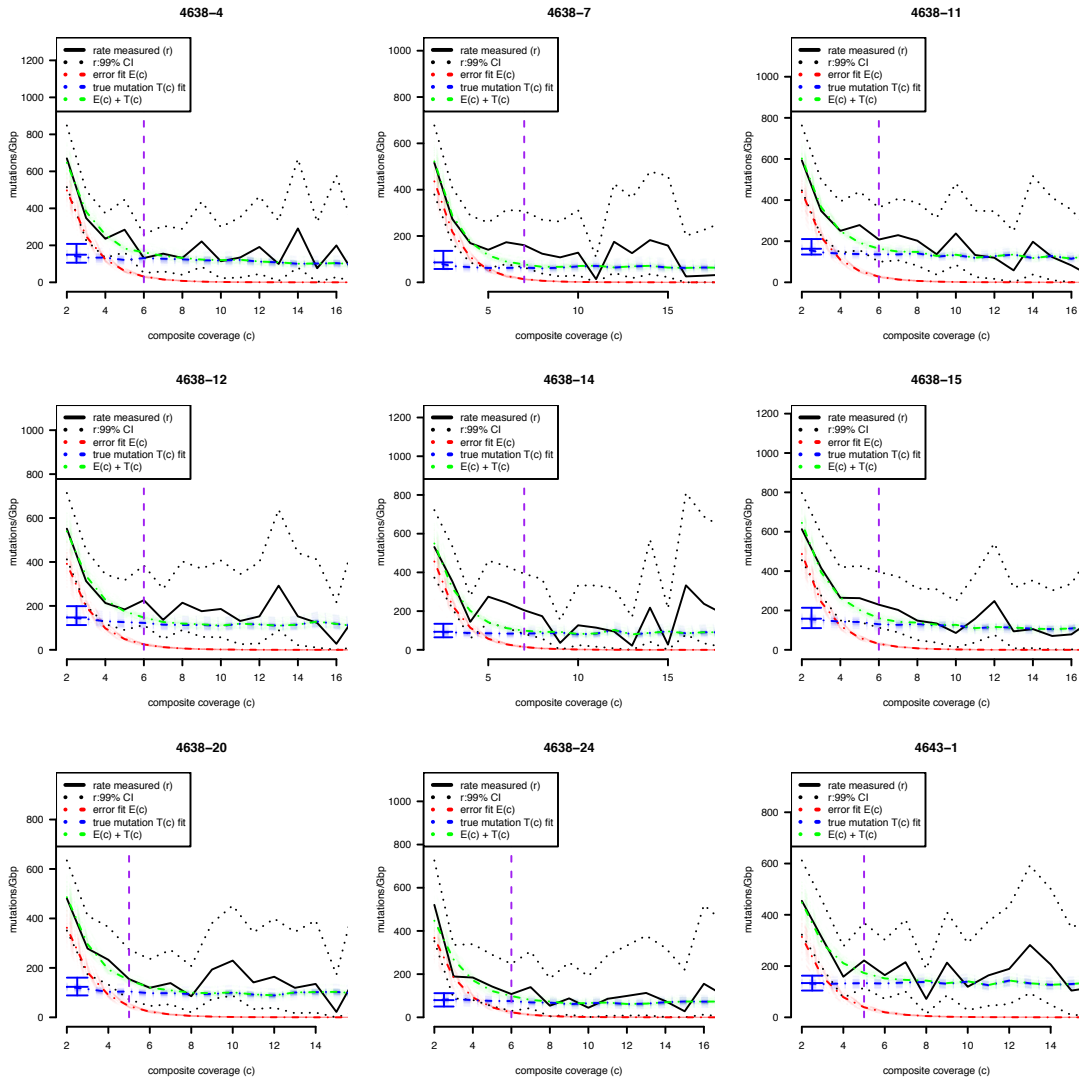 4638−4
mutations/Gbp
0 200 400 600 800 1000 1200
rate measured (r)
r:99% CI
error fit E(c)
true mutation T(c) fit
E(c) + T(c)
2 4 6 8 10 12 14 16
composite coverage (c)
4638−7
mutations/Gbp
0 200 400 600 800 1000
rate measured (r)
r:99% CI
error fit E(c)
true mutation T(c) fit
E(c) + T(c)
5 10 15
composite coverage (c)
4638−11
mutations/Gbp
0 200 400 600 800 1000
rate measured (r)
r:99% CI
error fit E(c)
true mutation T(c) fit
E(c) + T(c)
2 4 6 8 10 12 14 16
composite coverage (c)
4638−12
mutations/Gbp
0 200 400 600 800 1000
rate measured (r)
r:99% CI
error fit E(c)
true mutation T(c) fit
E(c) + T(c)
2 4 6 8 10 12 14 16
composite coverage (c)
4638−14
mutations/Gbp
0 200 400 600 800 1000 1200
rate measured (r)
r:99% CI
error fit E(c)
true mutation T(c) fit
E(c) + T(c)
5 10 15
composite coverage (c)
4638−15
mutations/Gbp
0 200 400 600 800 1000 1200
rate measured (r)
r:99% CI
error fit E(c)
true mutation T(c) fit
E(c) + T(c)
2 4 6 8 10 12 14 16
composite coverage (c)
4638−20
mutations/Gbp
0 200 400 600 800
rate measured (r)
r:99% CI
error fit E(c)
true mutation T(c) fit
E(c) + T(c)
2 4 6 8 10 12 14
composite coverage (c)
4638−24
mutations/Gbp
0 200 400 600 800 1000
rate measured (r)
r:99% CI
error fit E(c)
true mutation T(c) fit
E(c) + T(c)
2 4 6 8 10 12 14 16
composite coverage (c)
4643−1
mutations/Gbp
0 200 400 600 800
rate measured (r)
r:99% CI
error fit E(c)
true mutation T(c) fit
E(c) + T(c)
2 4 6 8 10 12 14
composite coverage (c)